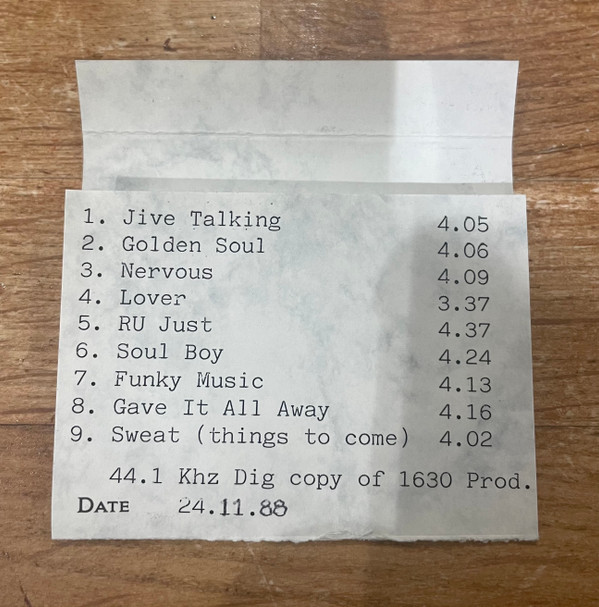 1. Jive Talking 4.05
2. Golden Soul 4.06
3. Nervous 4.09
4. Lover 3.37
5. RU Just 4.37
6. Soul Boy 4.24
7. Funky Music 4.13
8. Gave It All Away 4.16
9. Sweat (things to come) 4.02
44.1 Khz Dig copy of 1630 Prod.
DATE 24.11.88